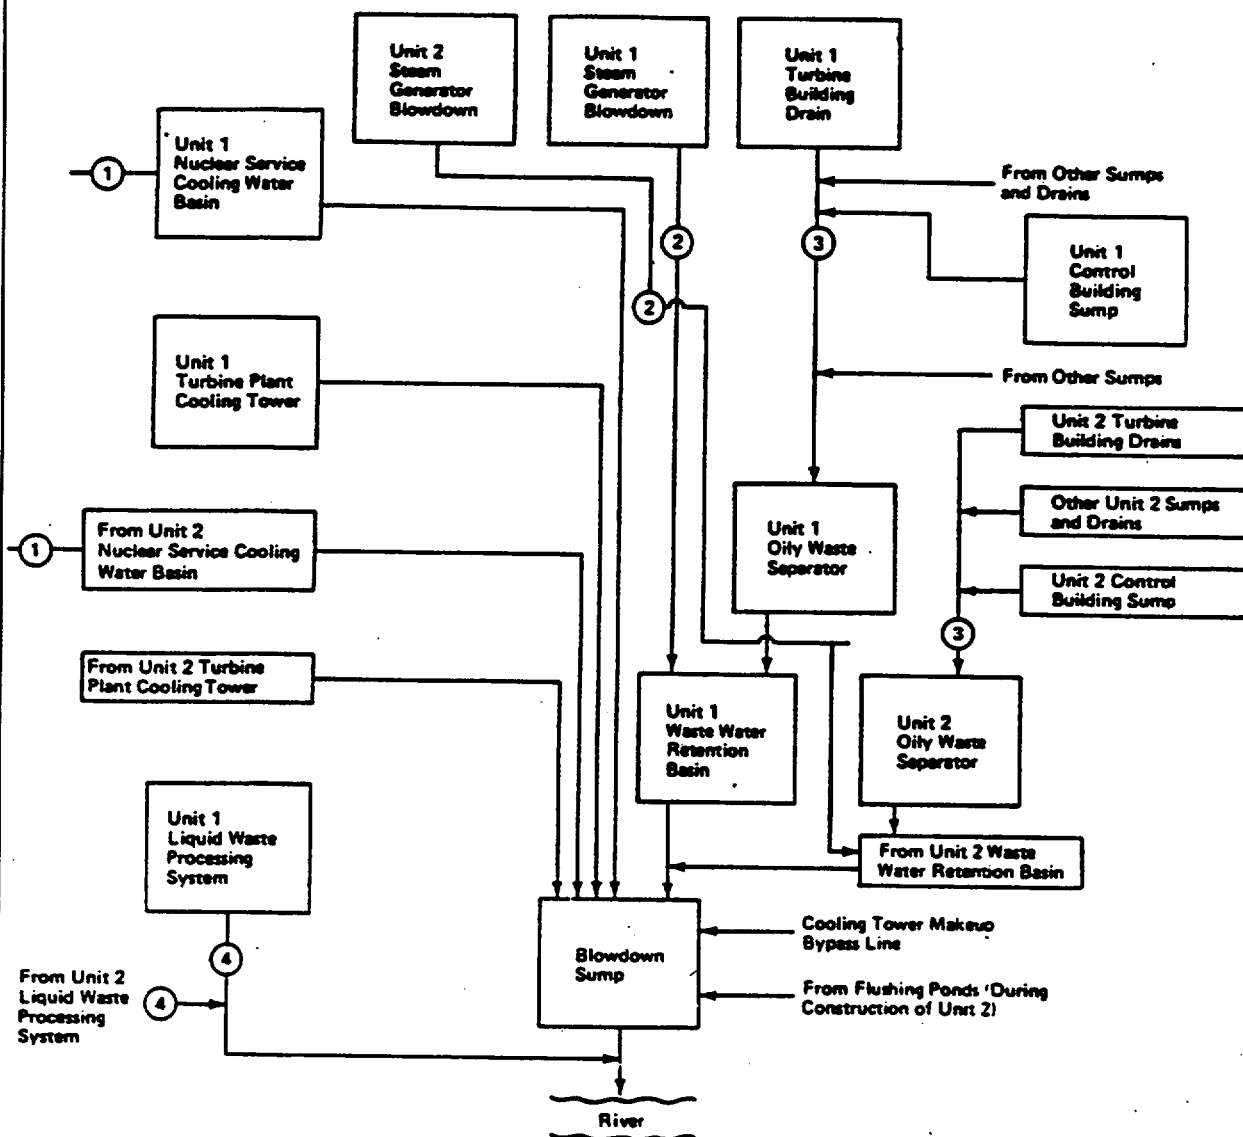 Unit 2
Steam
Generator
Blowdown
Unit 1
Steam
Generator
Blowdown
Unit 1
Turbine
Building
Drain
Unit 1
Nuclear Service
Cooling Water
Basin
1
From Other Sumps
and Drains
2
3
Unit 1
Control
Building
Sump
2
Unit 1
Turbine Plant
Cooling Tower
From Other Sumps
Unit 2 Turbine
Building Drains
Other Unit 2 Sumps
and Drains
Unit 2 Control
Building Sump
Unit 1
Oily Waste
Separator
1
From Unit 2
Nuclear Service Cooling
Water Basin
3
From Unit 2 Turbine
Plant Cooling Tower
Unit 1
Waste Water
Retention
Basin
Unit 2
Oily Waste
Separator
Unit 1
Liquid Waste
Processing
System
From Unit 2 Waste
Water Retention Basin
4
Blowdown
Sump
Cooling Tower Makeup
Bypass Line
From Unit 2
Liquid Waste
Processing
System
4
From Flushing Ponds (During
Construction of Unit 2)
River